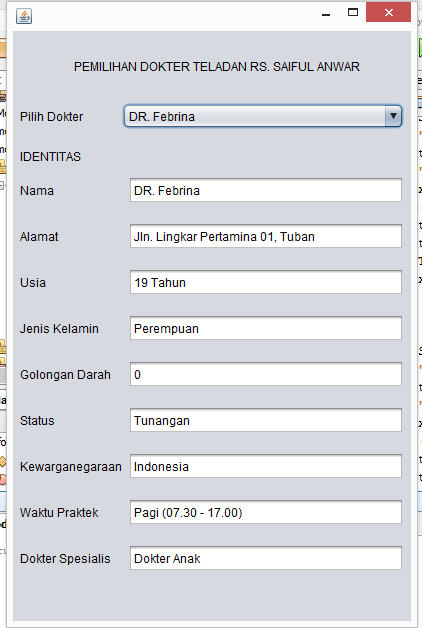 PEMILIHAN DOKTER TELADAN RS. SAIFUL ANWAR
Pilih Dokter DR. Febrina
IDENTITAS
Nama DR. Febrina
Alamat Jln. Lingkar Pertamina 01, Tuban
Usia 19 Tahun
Jenis Kelamin Perempuan
Golongan Darah 0
Status Tunangan
Kewarganegaraan Indonesia
Waktu Praktek Pagi (07.30 - 17.00)
Dokter Spesialis Dokter Anak